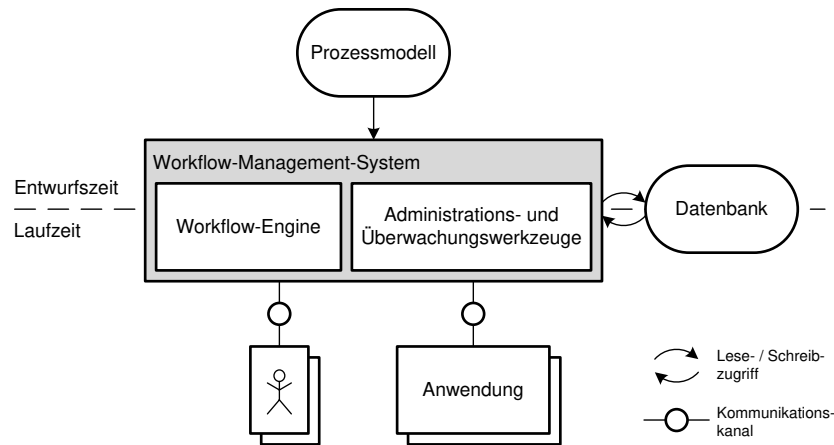 Prozessmodell
Workflow-Management-System
Entwurfszeit
Laufzeit
Workflow-Engine
Administrations- und
Überwachungswerkzeuge
Datenbank
Anwendung
Lese- / Schreib-
zugriff
Kommunikations-
kanal